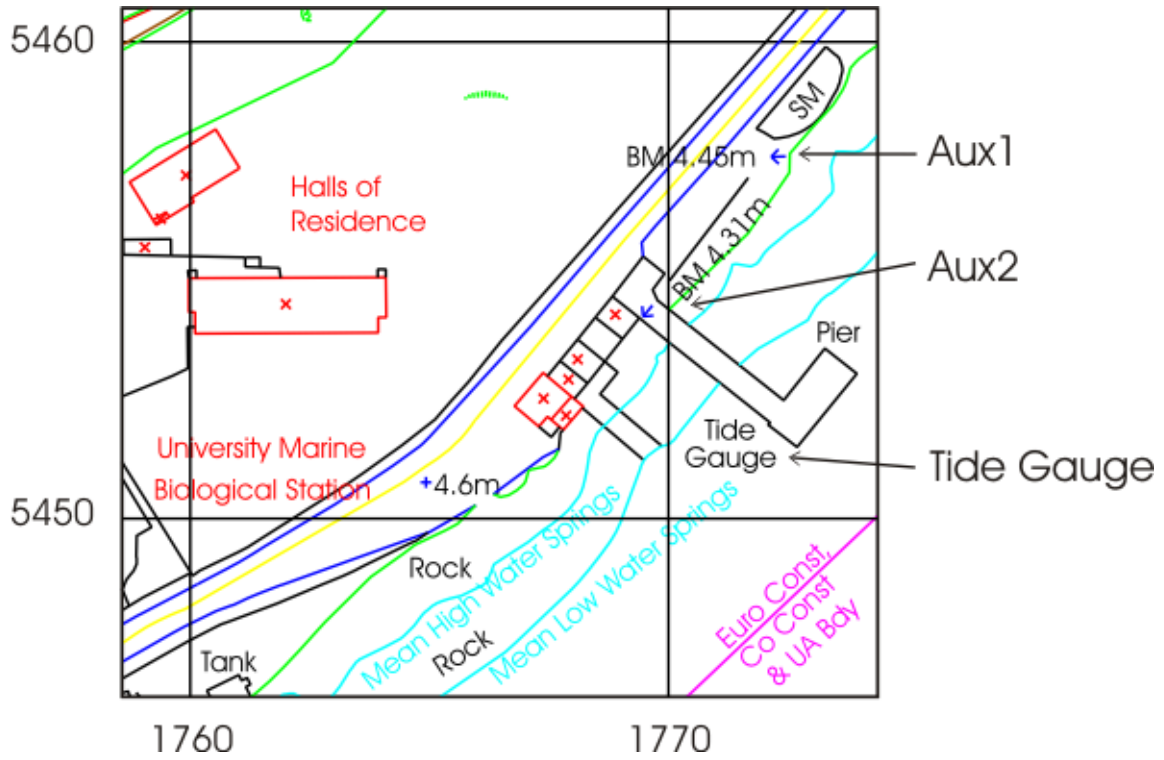 5460
SM
BM 4.45m
Aux1
Halls of
Residence
BM 4.31m
Aux2
Pier
Tide
Gauge
Tide Gauge
University Marine
Biological Station
4.6m
5450
Mean High Water Springs
Mean Low Water Springs
Rock
Rock
Euro Const,
Co Const
& UA Bdy
Tank
1760
1770